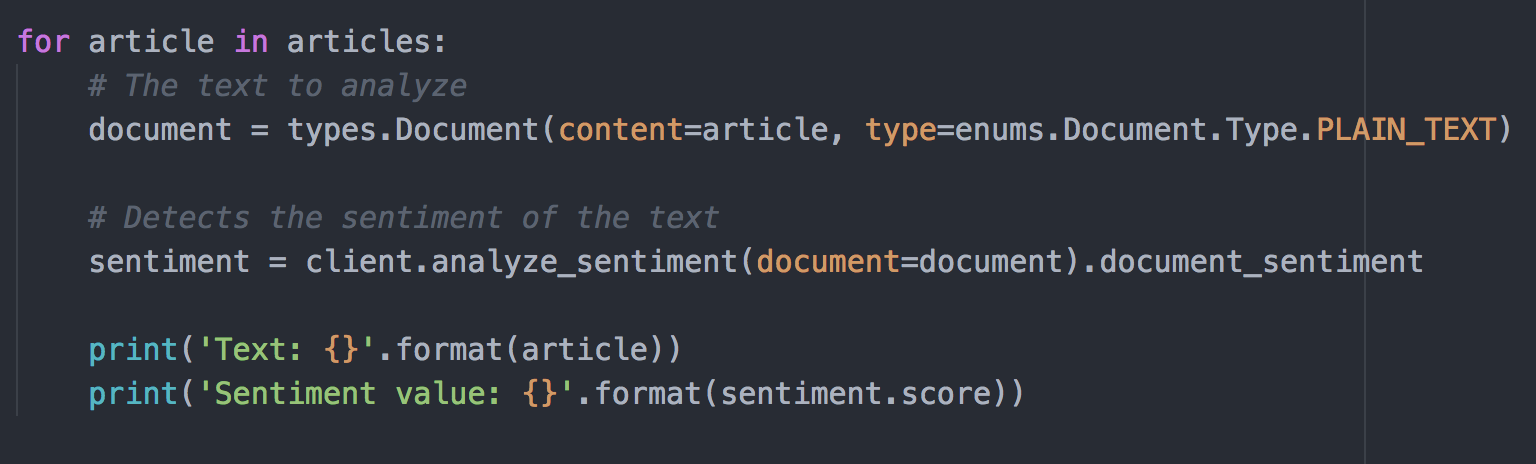 for article in articles:
    # The text to analyze
    document = types.Document(content=article, type=enums.Document.Type.PLAIN_TEXT)
    # Detects the sentiment of the text
    sentiment = client.analyze_sentiment(document=document).document_sentiment
    print('Text: {}'.format(article))
    print('Sentiment value: {}'.format(sentiment.score))